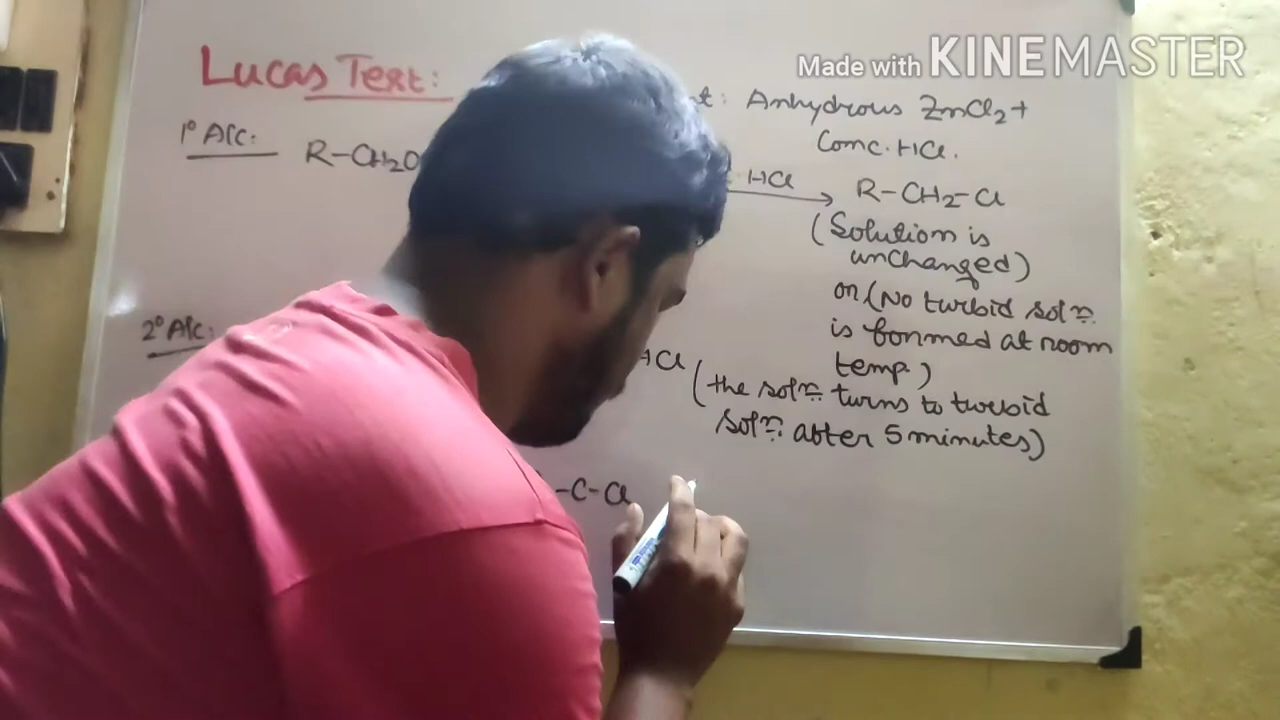 Made with KINEMASTER
Lucas Test:
t: Anhydrous ZnCl2 +
Conc. HCl.
1° Alc:
R-CH2O
HCl
R-CH2-Cl
(Solution is
unchanged)
or (No turbid soln.
is formed at room
temp.)
2° Alc:
HCl
(the soln. turns to turbid
soln. after 5 minutes)
-C-Cl